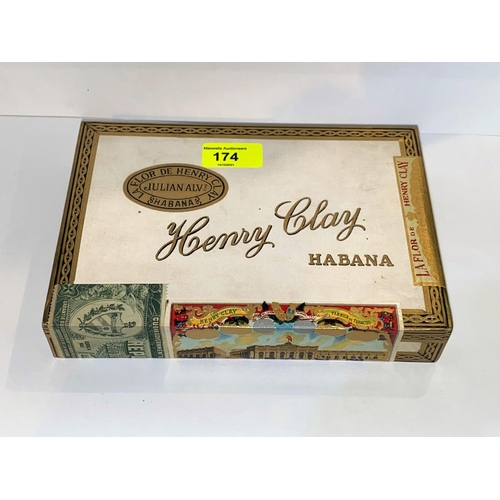 Maxwells Auctioneers
174
LA FLOR DE HENRY CLAY
JULIAN ALV?
HABANA
Henry Clay
HABANA
LA FLOR DE HENRY CLAY
HENRY CLAY